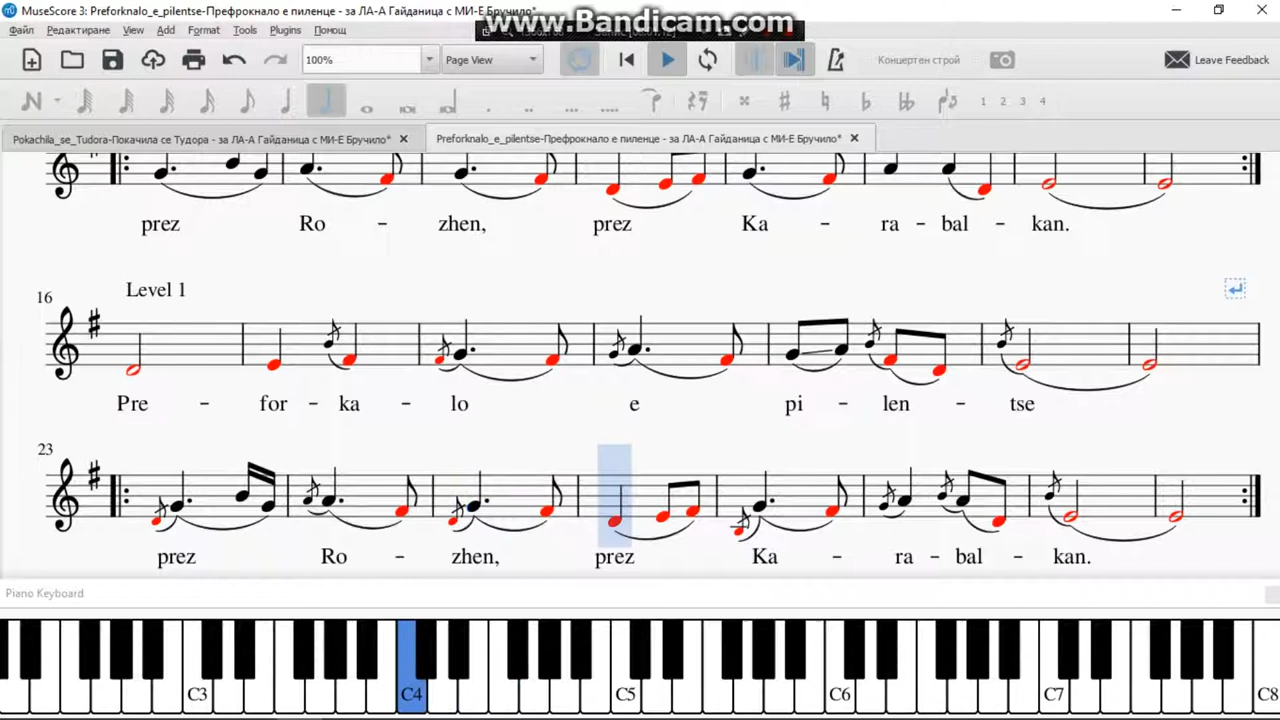 MuseScore 3: Preforknalo_e_pilentse-Префрокнало е пиленце - за ЛА-А Гайданица с МИ-Е Бручило*
www.Bandicam.com
Файл Редактиране View Add Format Tools Plugins Помощ
100% Page View Концертен строй Leave Feedback
1 2 3 4
Pokachila_se_Tudora-Покачила се Тудора - за ЛА-А Гайданица с МИ-Е Бручило*
Preforknalo_e_pilentse-Префрокнало е пиленце - за ЛА-А Гайданица с МИ-Е Бручило*
prez Ro - zhen, prez Ka - ra - bal - kan.
Level 1
16
Pre - for - ka - lo e pi - len - tse
23
prez Ro - zhen, prez Ka - ra - bal - kan.
Piano Keyboard
C3 C4 C5 C6 C7 C8